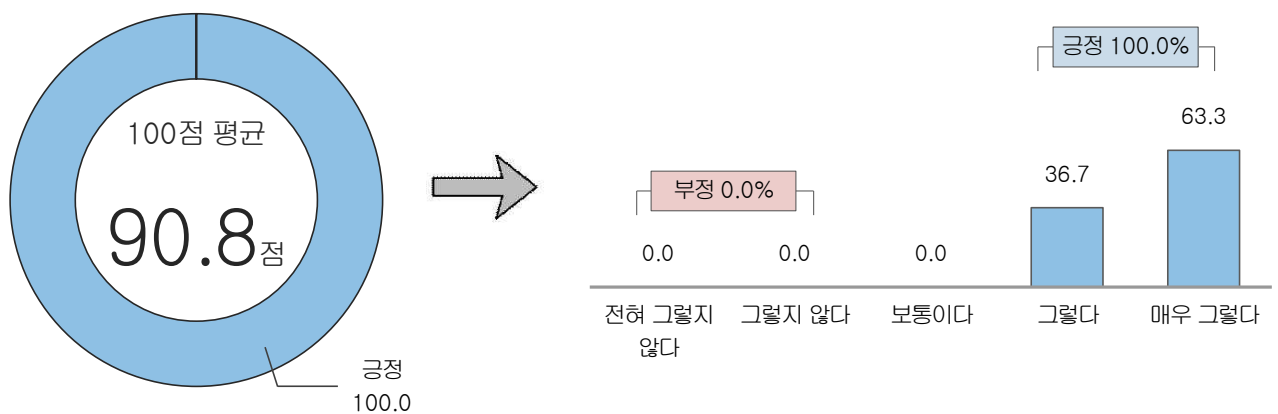 100점 평균
90.8점
긍정
100.0
긍정 100.0%
63.3
36.7
부정 0.0%
0.0 0.0 0.0
전혀 그렇지 그렇지 않다 보통이다 그렇다 매우 그렇다
않다